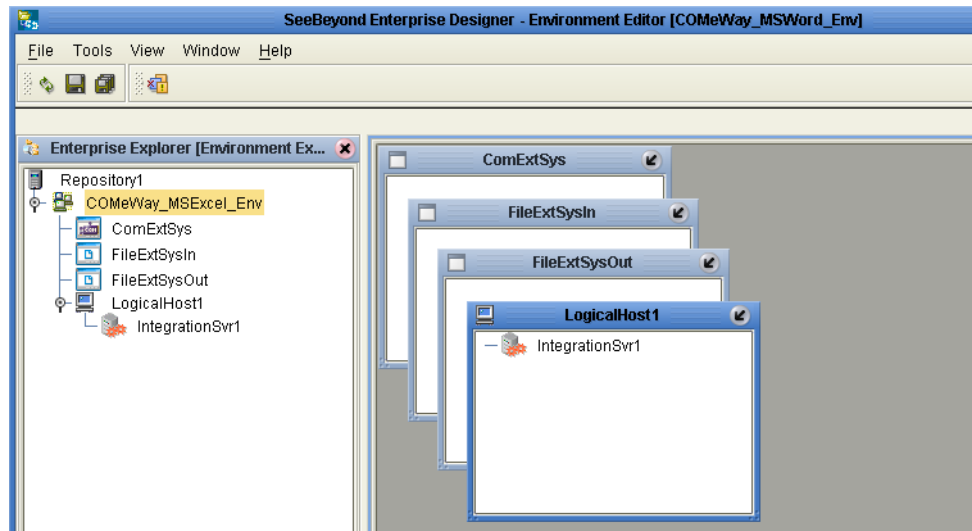 SeeBeyond Enterprise Designer - Environment Editor [COMeWay_MSWord_Env]
File Tools View Window Help
Enterprise Explorer [Environment Ex...
Repository1
COMeWay_MSExcel_Env
ComExtSys
FileExtSysIn
FileExtSysOut
LogicalHost1
IntegrationSvr1
ComExtSys
FileExtSysIn
FileExtSysOut
LogicalHost1
IntegrationSvr1